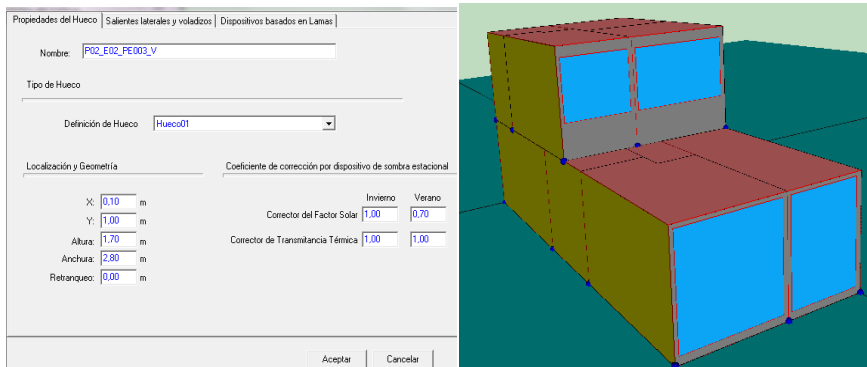 Propiedades del Hueco Salientes laterales y voladizos Dispositivos basados en Lamas
Nombre: P02_E02_PE003_V
Tipo de Hueco
Definición de Hueco Hueco01
Localización y Geometría Coeficiente de corrección por dispositivo de sombra estacional
Invierno Verano
X: 0,10 m
Corrector del Factor Solar 1,00 0,70
Y: 1,00 m
Altura: 1,70 m
Corrector de Transmitancia Térmica 1,00 1,00
Anchura: 2,80 m
Retranqueo: 0,00 m
Aceptar Cancelar